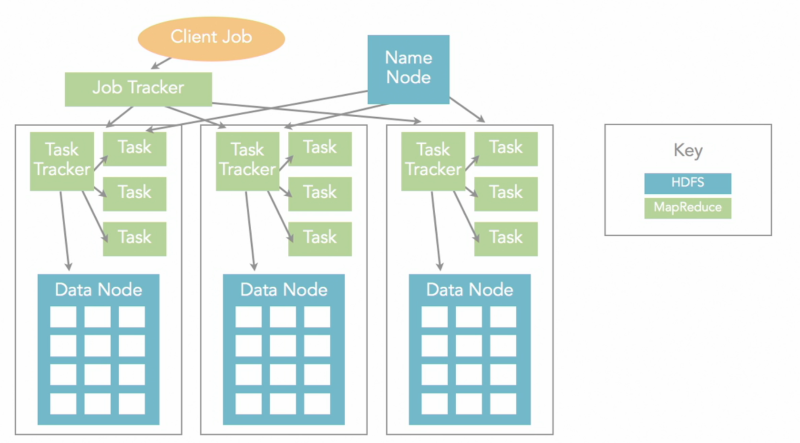 Client Job
Job Tracker
Name
Node
Task
Tracker
Task
Task
Task
Data Node
Task
Tracker
Task
Task
Task
Data Node
Task
Tracker
Task
Task
Task
Data Node
Key
HDFS
MapReduce